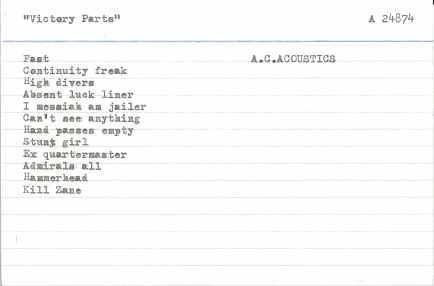 "Victory Parts" A 24874
Fast A.C.ACOUSTICS
Continuity freak
High divers
Absent luck liner
I messiah am jailer
Can't see anything
Hand passes empty
Stunt girl
Ex quartermaster
Admirals all
Hammerhead
Kill Zane